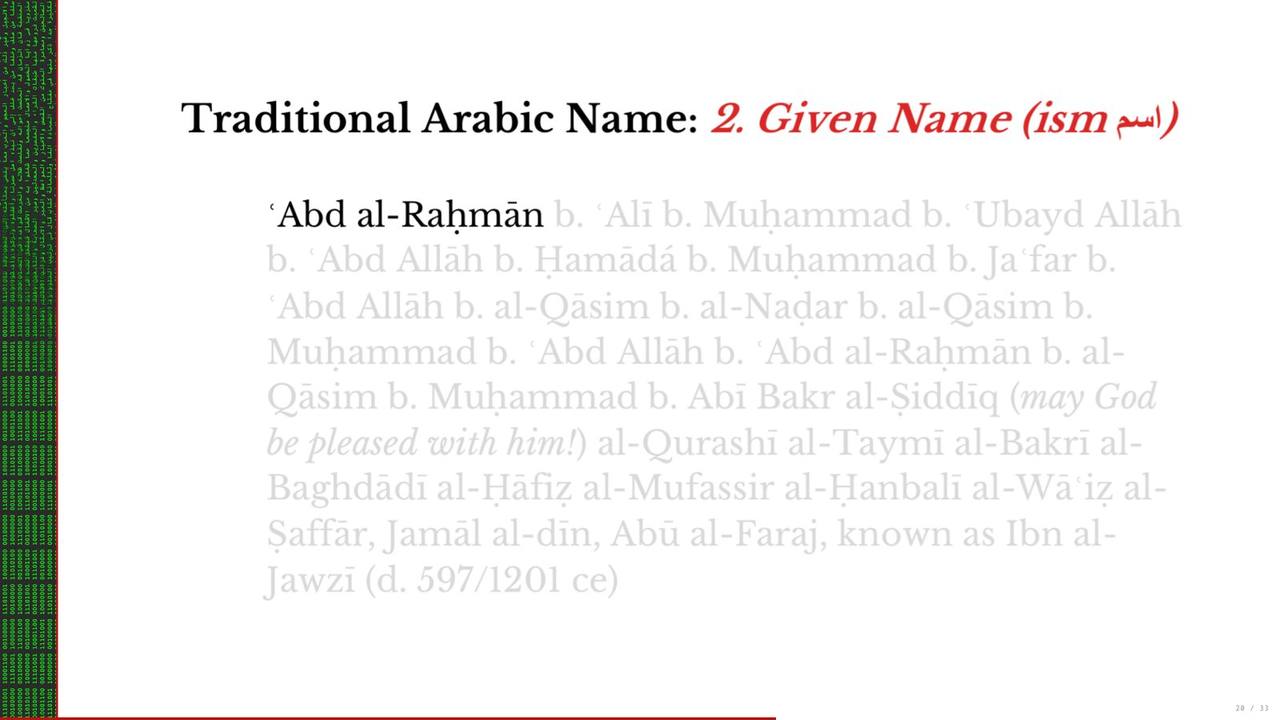 Traditional Arabic Name: 2. Given Name (ism اسم)
ʿAbd al-Raḥmān b. ʿAlī b. Muḥammad b. ʿUbayd Allāh
b. ʿAbd Allāh b. Ḥamādá b. Muḥammad b. Jaʿfar b.
ʿAbd Allāh b. al-Qāsim b. al-Naḍar b. al-Qāsim b.
Muḥammad b. ʿAbd Allāh b. ʿAbd al-Raḥmān b. al-
Qāsim b. Muḥammad b. Abī Bakr al-Ṣiddīq (may God
be pleased with him!) al-Qurashī al-Taymī al-Bakrī al-
Baghdādī al-Ḥāfiẓ al-Mufassir al-Ḥanbalī al-Wāʿiẓ al-
Ṣaffār, Jamāl al-dīn, Abū al-Faraj, known as Ibn al-
Jawzī (d. 597/1201 ce)
20 / 33